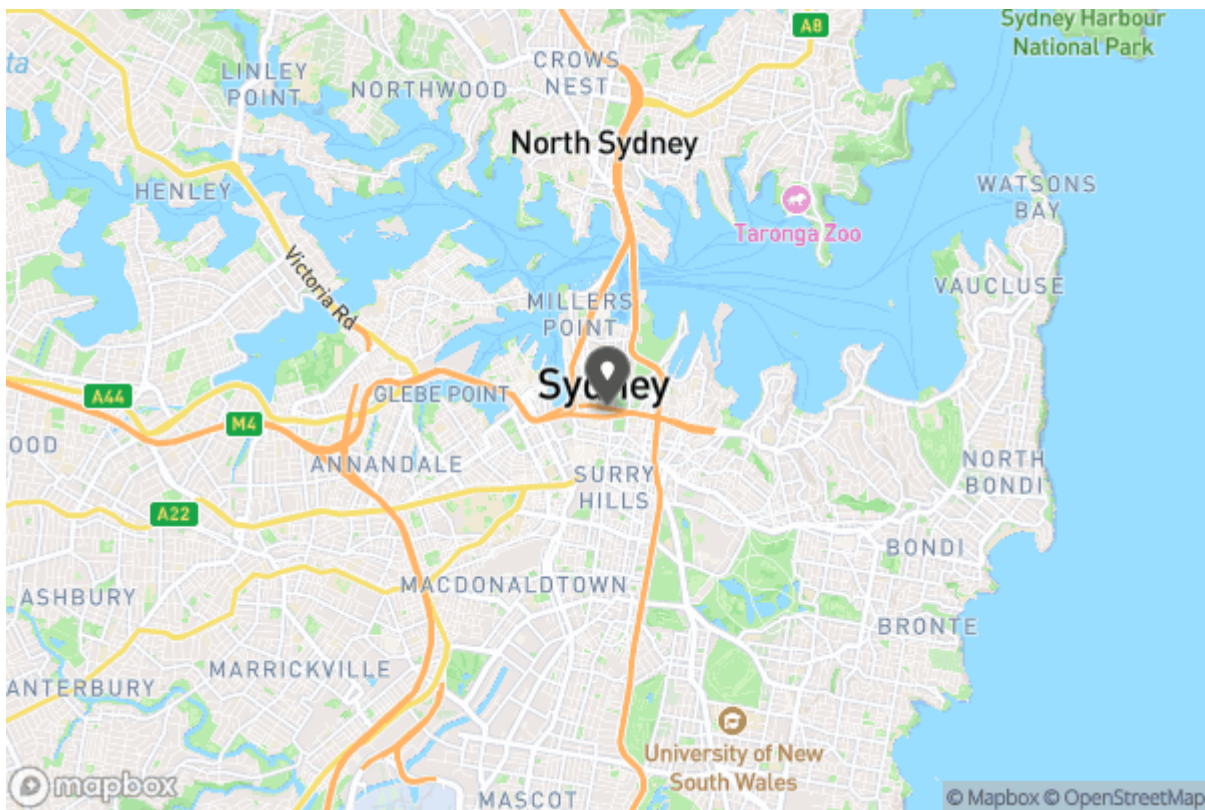 Sydney Harbour
National Park
A8
CROWS
NEST
LINLEY
POINT
NORTHWOOD
ta
North Sydney
HENLEY
WATSONS
BAY
Taronga Zoo
Victoria Rd
VAUCLUSE
MILLERS
POINT
Sydney
GLEBE POINT
A44
M4
OOD
ANNANDALE
SURRY
HILLS
NORTH
BONDI
A22
BONDI
MACDONALDTOWN
ASHBURY
BRONTE
MARRICKVILLE
ANTERBURY
University of New
South Wales
MASCOT
mapbox
© Mapbox © OpenStreetMap